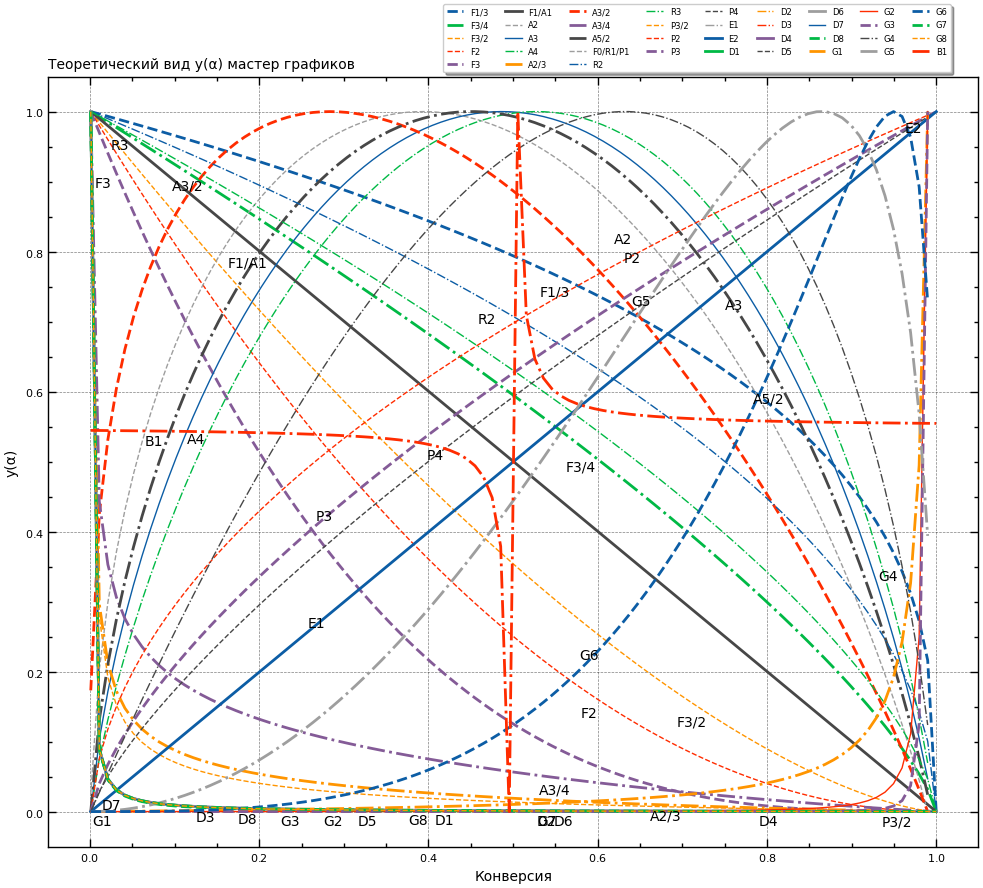 F1/3 F1/A1 A3/2 R3 P4 D2 D6 G2 G6
F3/4 A2 A3/4 P3/2 E1 D3 D7 G3 G7
F3/2 A3 A5/2 P2 E2 D4 D8 G4 G8
F2 A4 F0/R1/P1 P3 D1 D5 G1 G5 B1
F3 A2/3 R2
Теоретический вид y(α) мастер графиков
1.0
0.8
0.6
0.4
0.2
0.0
y(α)
E2
R3
F3
A3/2
A2
P2
F1/A1
F1/3
G5
A3
R2
A5/2
B1
A4
P4
F3/4
P3
G4
E1
G6
F2
F3/2
A3/4
D7
G1
D3
D8
G3
G2
D5
G8
D1
D6
A2/3
D4
P3/2
0.0 0.2 0.4 0.6 0.8 1.0
Конверсия